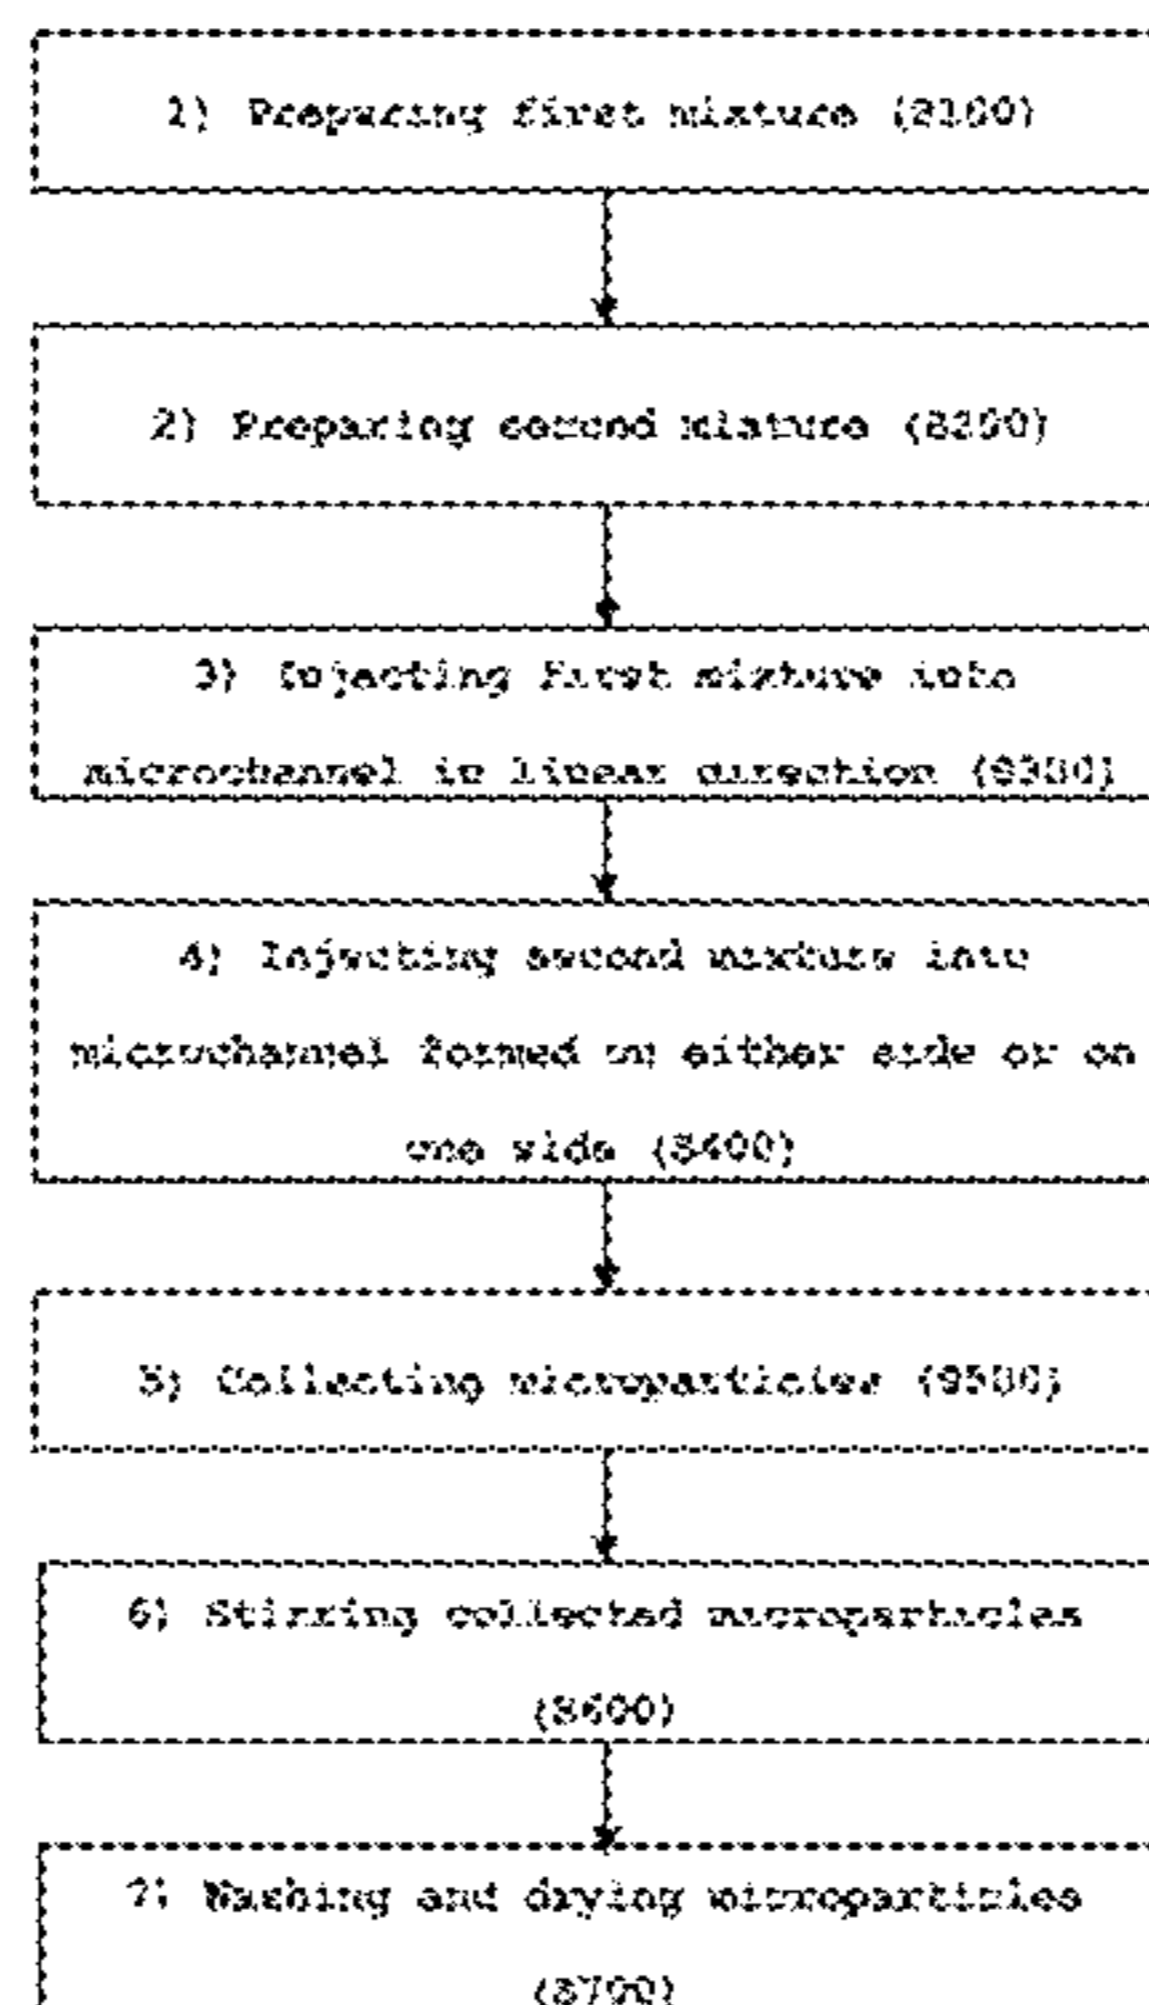 1) Preparing first mixture (S100)
2) Preparing second mixture (S200)
3) Injecting first mixture into
microchannel in linear direction (S300)
4) Injecting second mixture into
microchannel formed on either side or on
one side (S400)
5) Collecting microparticles (S500)
6) Stirring collected microparticles
(S600)
7) Washing and drying microparticles
(S700)